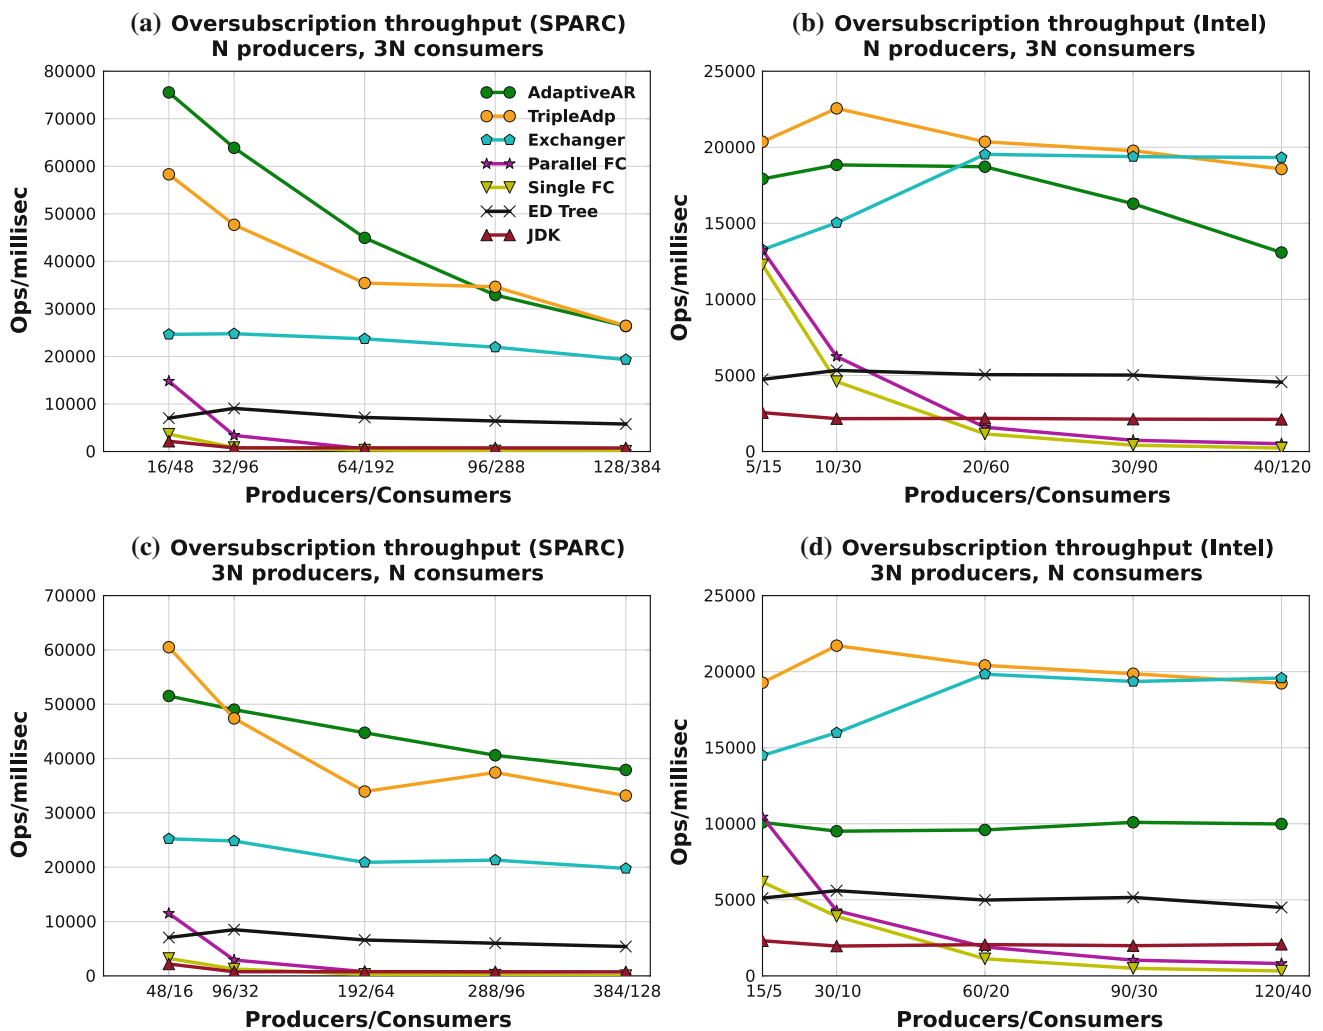 (a) Oversubscription throughput (SPARC)
N producers, 3N consumers
80000
70000
60000
50000
40000
30000
20000
10000
0
Ops/millisec
AdaptiveAR
TripleAdp
Exchanger
Parallel FC
Single FC
ED Tree
JDK
16/48 32/96 64/192 96/288 128/384
Producers/Consumers
(b) Oversubscription throughput (Intel)
N producers, 3N consumers
25000
20000
15000
10000
5000
0
Ops/millisec
5/15 10/30 20/60 30/90 40/120
Producers/Consumers
(c) Oversubscription throughput (SPARC)
3N producers, N consumers
70000
60000
50000
40000
30000
20000
10000
0
Ops/millisec
48/16 96/32 192/64 288/96 384/128
Producers/Consumers
(d) Oversubscription throughput (Intel)
3N producers, N consumers
25000
20000
15000
10000
5000
0
Ops/millisec
15/5 30/10 60/20 90/30 120/40
Producers/Consumers